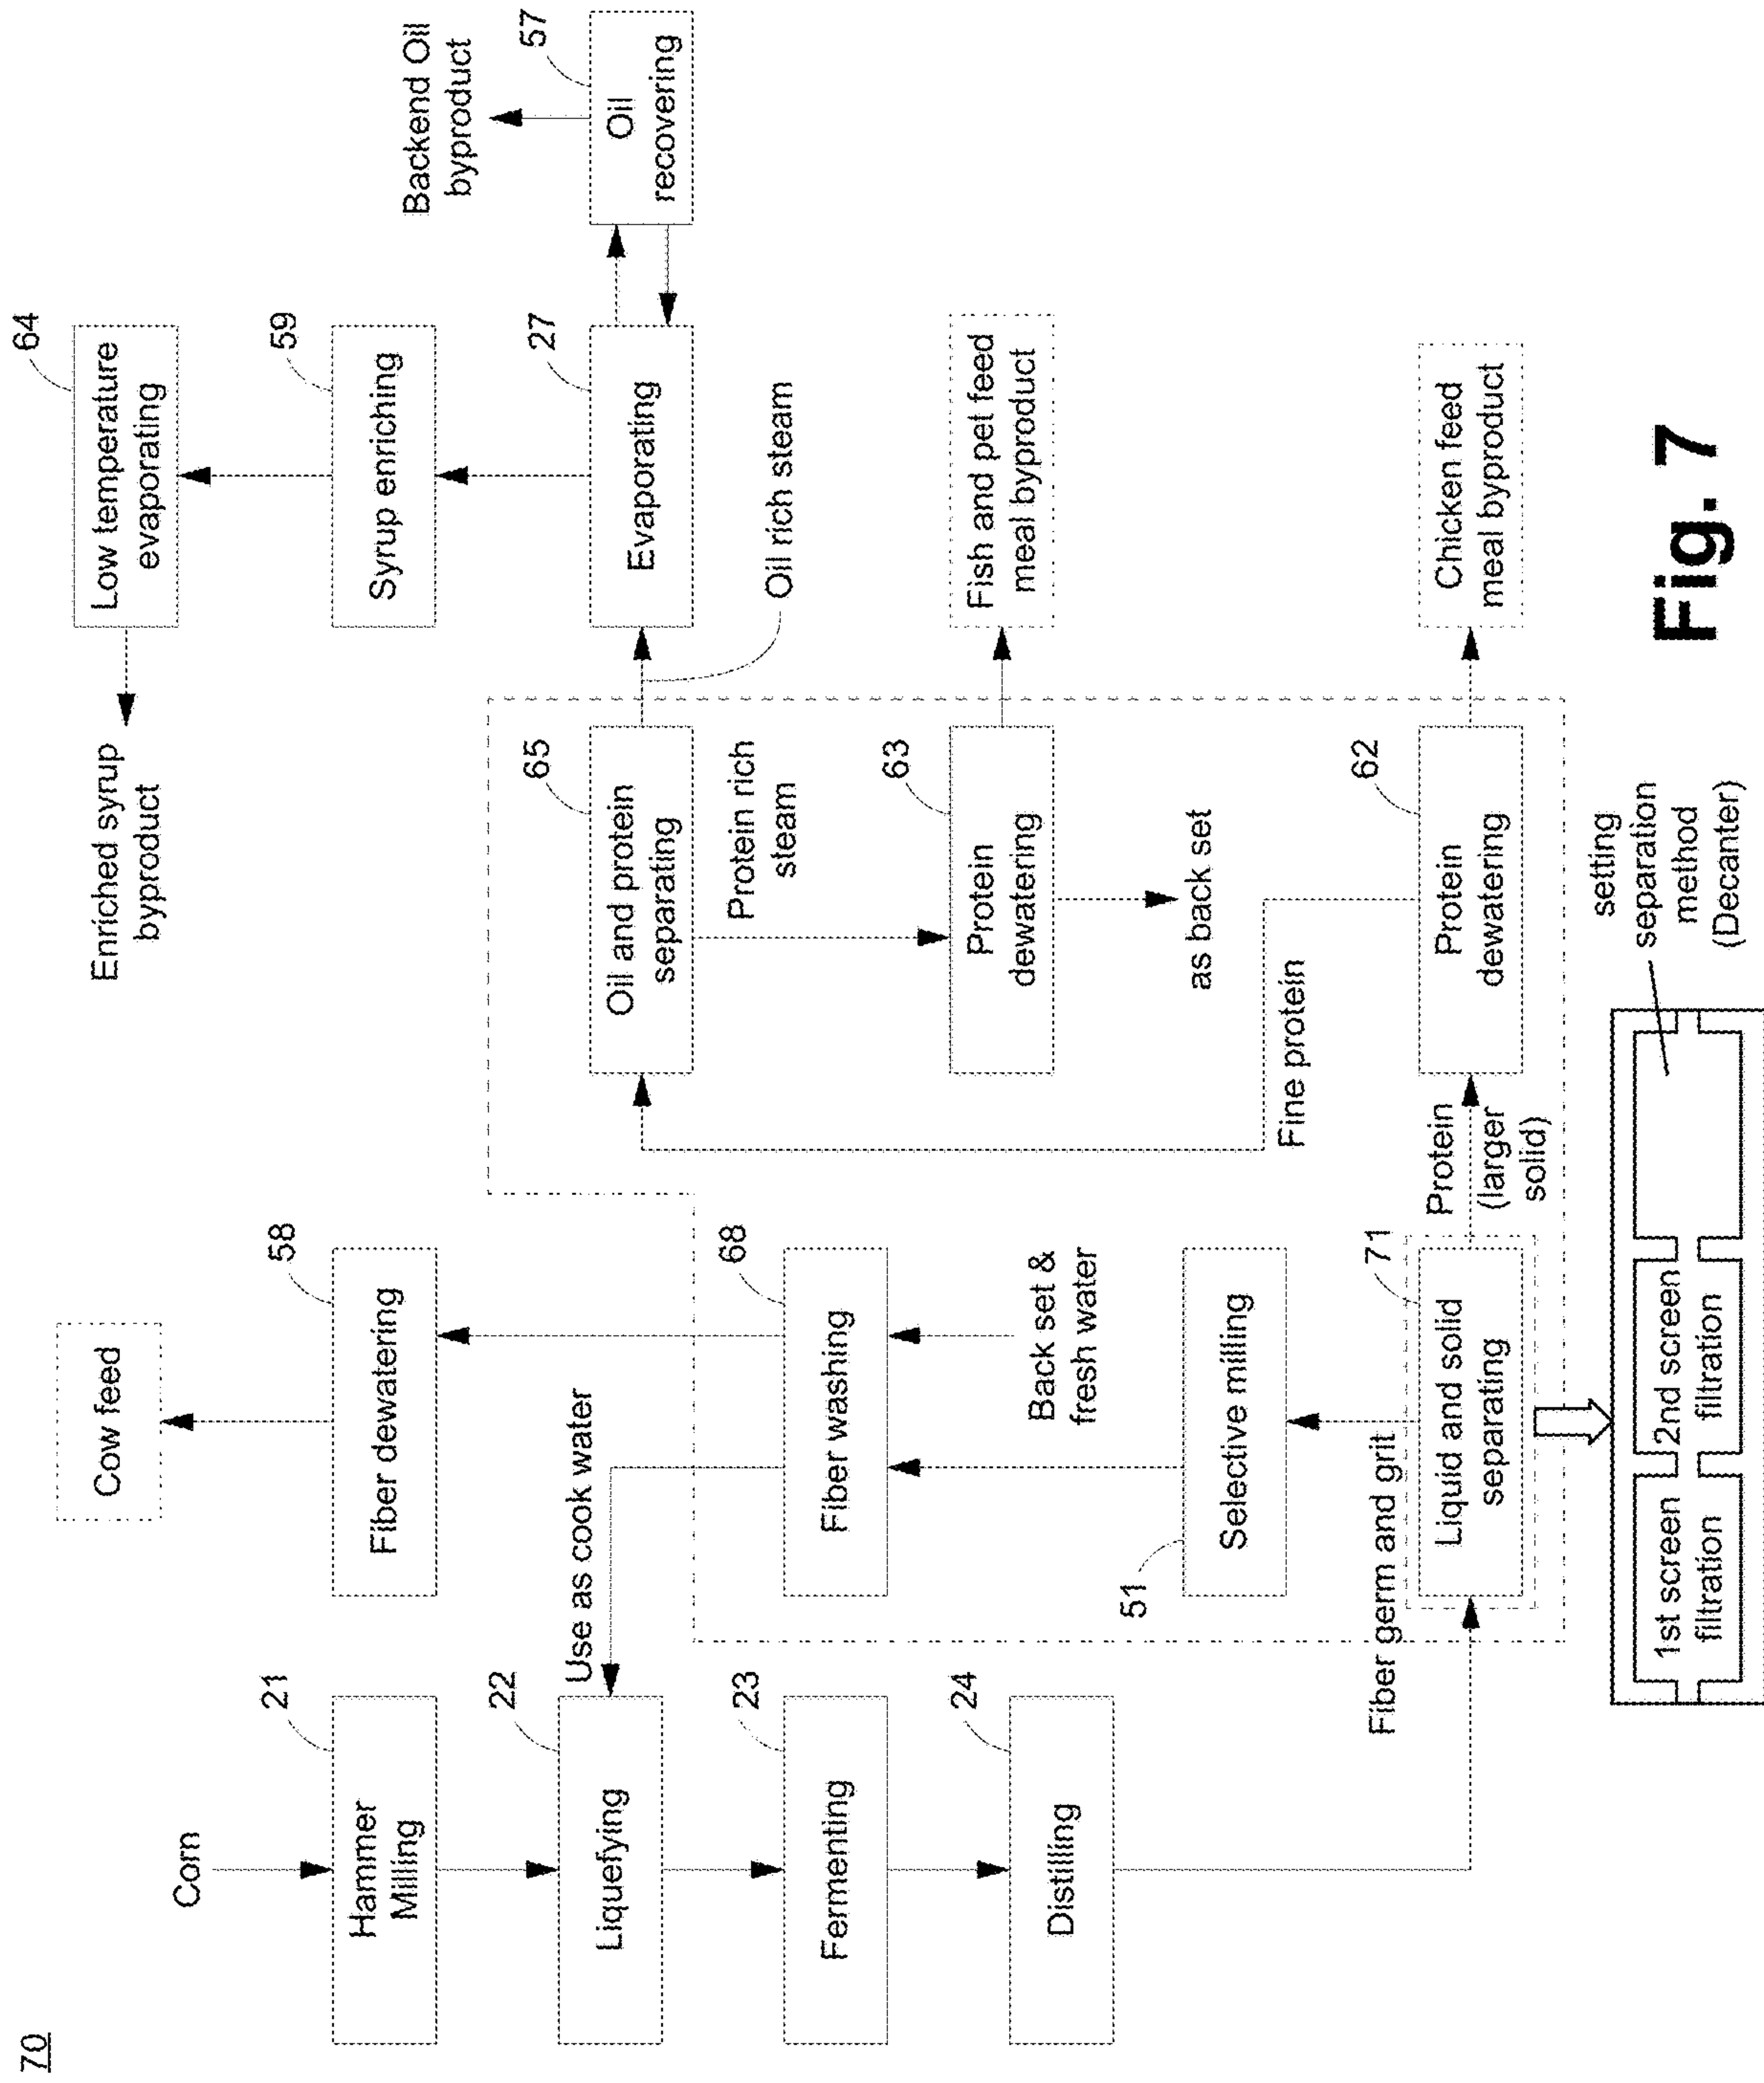 70
Corn
Hammer
Milling
21
Liquefying
22
Fermenting
23
Distilling
24
Cow feed
Fiber dewatering
58
Use as cook water
Fiber washing
68
Back set &
fresh water
Selective milling
51
Fiber germ and grit
Liquid and solid
separating
71
Protein
(larger
solid)
1st screen
filtration
2nd screen
filtration
setting
separation
method
(Decanter)
Enriched syrup
byproduct
Low temperature
evaporating
64
Syrup enriching
59
Evaporating
27
Oil
recovering
57
Backend Oil
byproduct
Oil rich steam
Oil and protein
separating
65
Protein rich
steam
Protein
dewatering
63
as back set
Fine protein
Protein
dewatering
62
Fish and pet feed
meal byproduct
Chicken feed
meal byproduct
Fig. 7